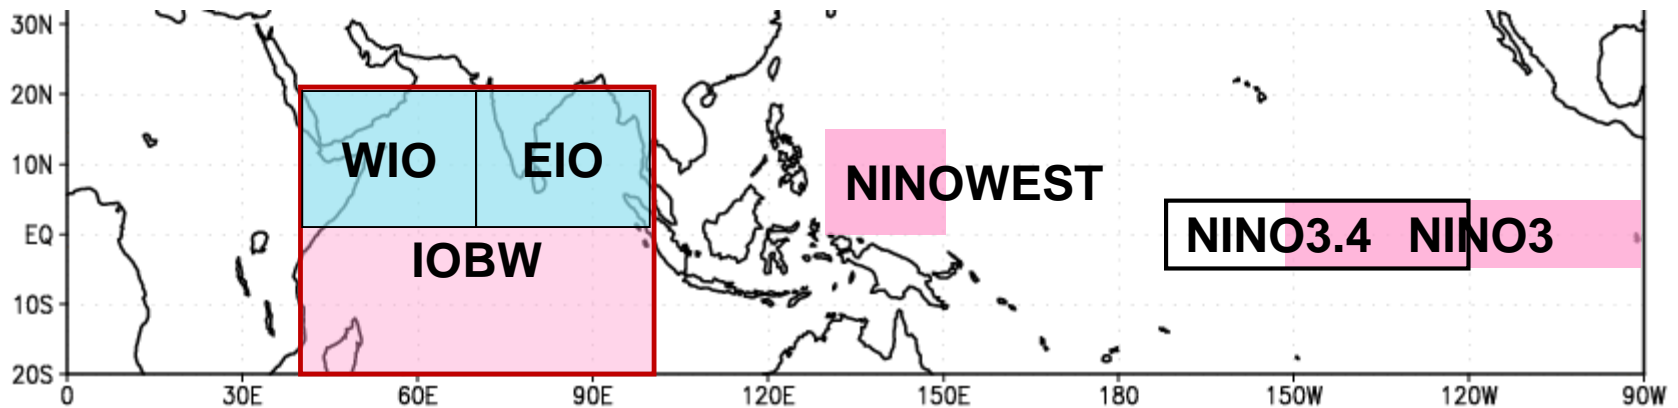 30N
20N
10N
EQ
10S
20S
WIO EIO
NINOWEST
NINO3.4 NINO3
IOBW
0 30E 60E 90E 120E 150E 180 150W 120W 90W